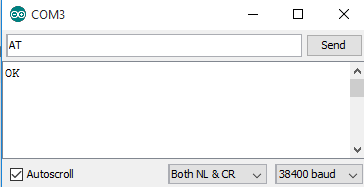 COM3
AT
Send
OK
Autoscroll
Both NL & CR
38400 baud